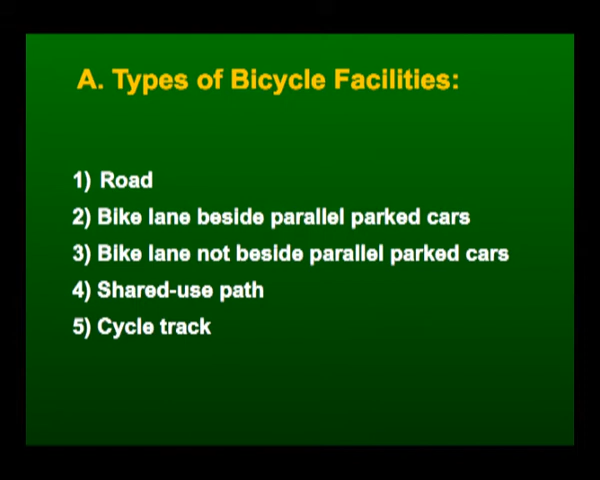 A. Types of Bicycle Facilities:
1) Road
2) Bike lane beside parallel parked cars
3) Bike lane not beside parallel parked cars
4) Shared-use path
5) Cycle track